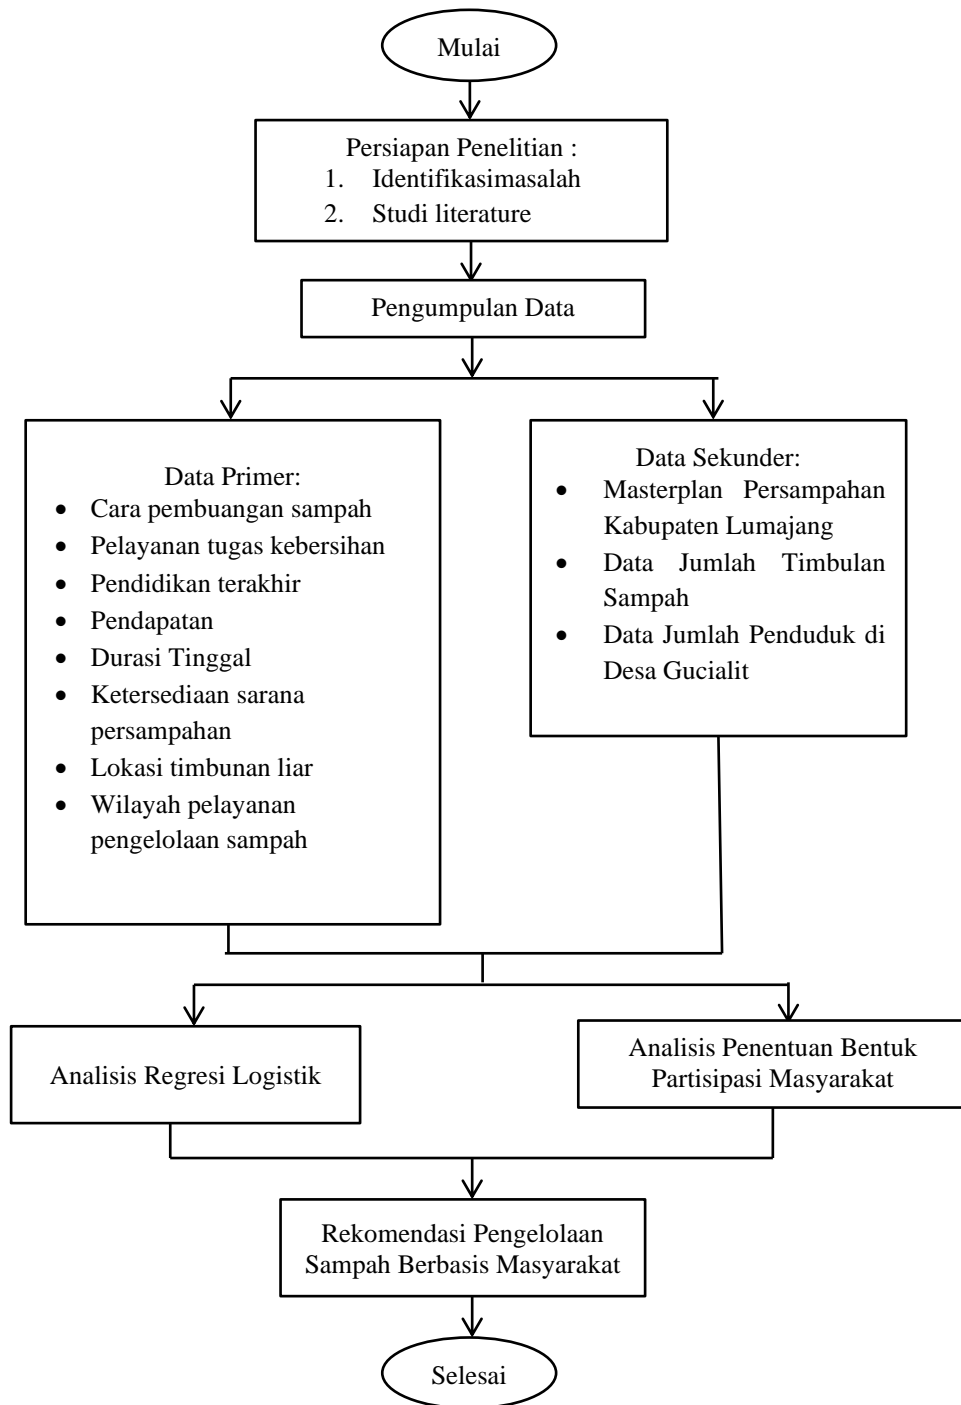 Mulai
Persiapan Penelitian :
1. Identifikasimasalah
2. Studi literature
Pengumpulan Data
Data Primer:
• Cara pembuangan sampah
• Pelayanan tugas kebersihan
• Pendidikan terakhir
• Pendapatan
• Durasi Tinggal
• Ketersediaan sarana
persampahan
• Lokasi timbunan liar
• Wilayah pelayanan
pengelolaan sampah
Data Sekunder:
• Masterplan Persampahan
Kabupaten Lumajang
• Data Jumlah Timbulan
Sampah
• Data Jumlah Penduduk di
Desa Gucialit
Analisis Regresi Logistik
Analisis Penentuan Bentuk
Partisipasi Masyarakat
Rekomendasi Pengelolaan
Sampah Berbasis Masyarakat
Selesai